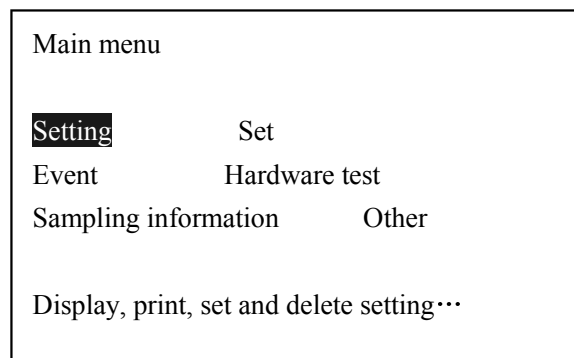 Main menu
Setting Set
Event Hardware test
Sampling information Other
Display, print, set and delete setting···